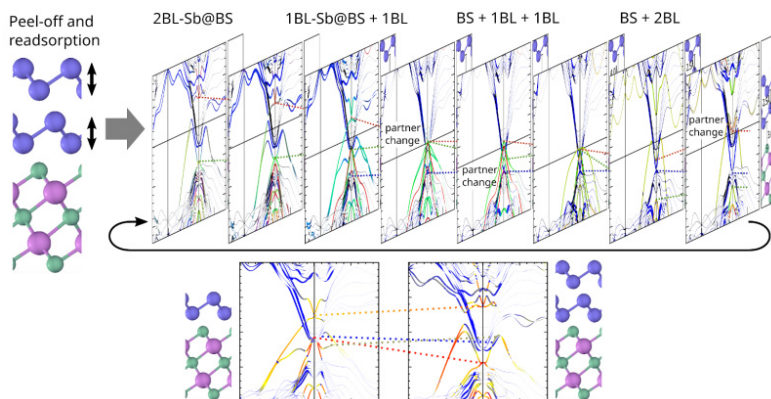 Peel-off and
readsorption
2BL-Sb@BS
1BL-Sb@BS + 1BL
BS + 1BL + 1BL
BS + 2BL
partner
change
partner
change
partner
change